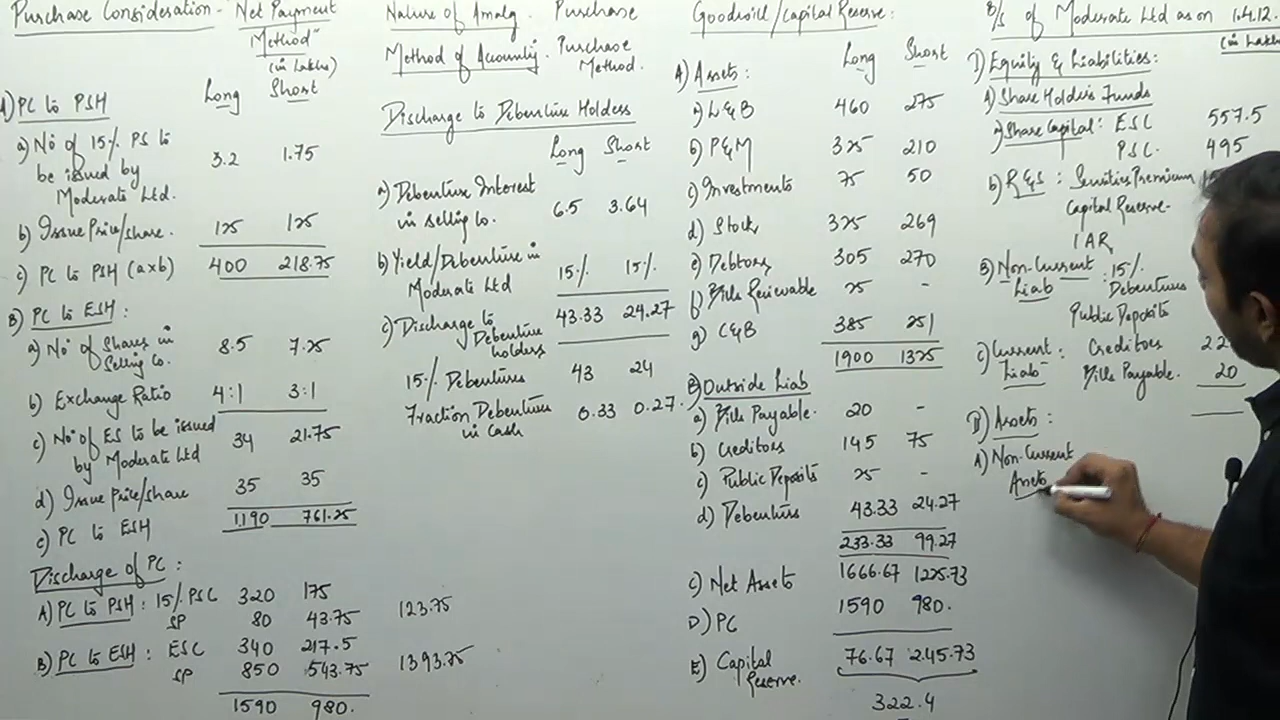 Purchase Consideration - "Net Payment
Method"
(in Lakhs)
Long Short
A) PC to PSH
a) No of 15% PS to
be issued by
Moderate Ltd. 3.2 1.75
b) Issue Price/share. 125 125
c) PC to PSH (axb) 400 218.75
B) PC to ESH :
a) No of Shares in
Selling Co. 8.5 7.25
b) Exchange Ratio 4:1 3:1
c) No of ES to be issued
by Moderate Ltd 34 21.75
d) Issue Price/share 35 35
e) PC to ESH 1190 761.25
Discharge of PC :
A) PC to PSH : 15% PSC 320 175
SP 80 43.75 123.75
B) PC to ESH : ESC 340 217.5
SP 850 543.75 1393.75
1590 980.
Nature of Amalg. Purchase
Method of Accounting. Purchase
Method.
Discharge to Debenture Holders
Long Short
a) Debenture Interest
in Selling Co. 6.5 3.64
b) Yield/Debenture in
Moderate Ltd 15% 15%
c) Discharge to
Debenture
holders 43.33 24.27
15% Debentures 43 24
Fraction Debentures
in Cash 0.33 0.27.
Goodwill/Capital Reserve :
Long Short
A) Assets :
a) L&B 460 275
b) P&M 325 210
c) Investments 75 50
d) Stock 325 269
e) Debtors 305 270
f) Bills Receivable 25 -
g) C&B 385 251
1900 1325
B) Outside Liab
a) Bills Payable. 20 -
b) Creditors 145 75
c) Public Deposits 25 -
d) Debentures 43.33 24.27
233.33 99.27
C) Net Assets 1666.67 1225.73
D) PC 1590 980.
E) Capital
Reserve. 76.67 245.73
322.4
B/S of Moderate Ltd as on 1.4.12.
(in Lakhs)
I) Equity & Liabilities :
A) Share Holders Funds
a) Share Capital : ESC 557.5
PSC. 495
b) R&S : Securities Premium
Capital Reserve.
IAR
B) Non-Current
Liab : 15%
Debentures
Public Deposits
C) Current
Liab : Creditors
Bills Payable. 20
II) Assets :
A) Non-Current
Assets